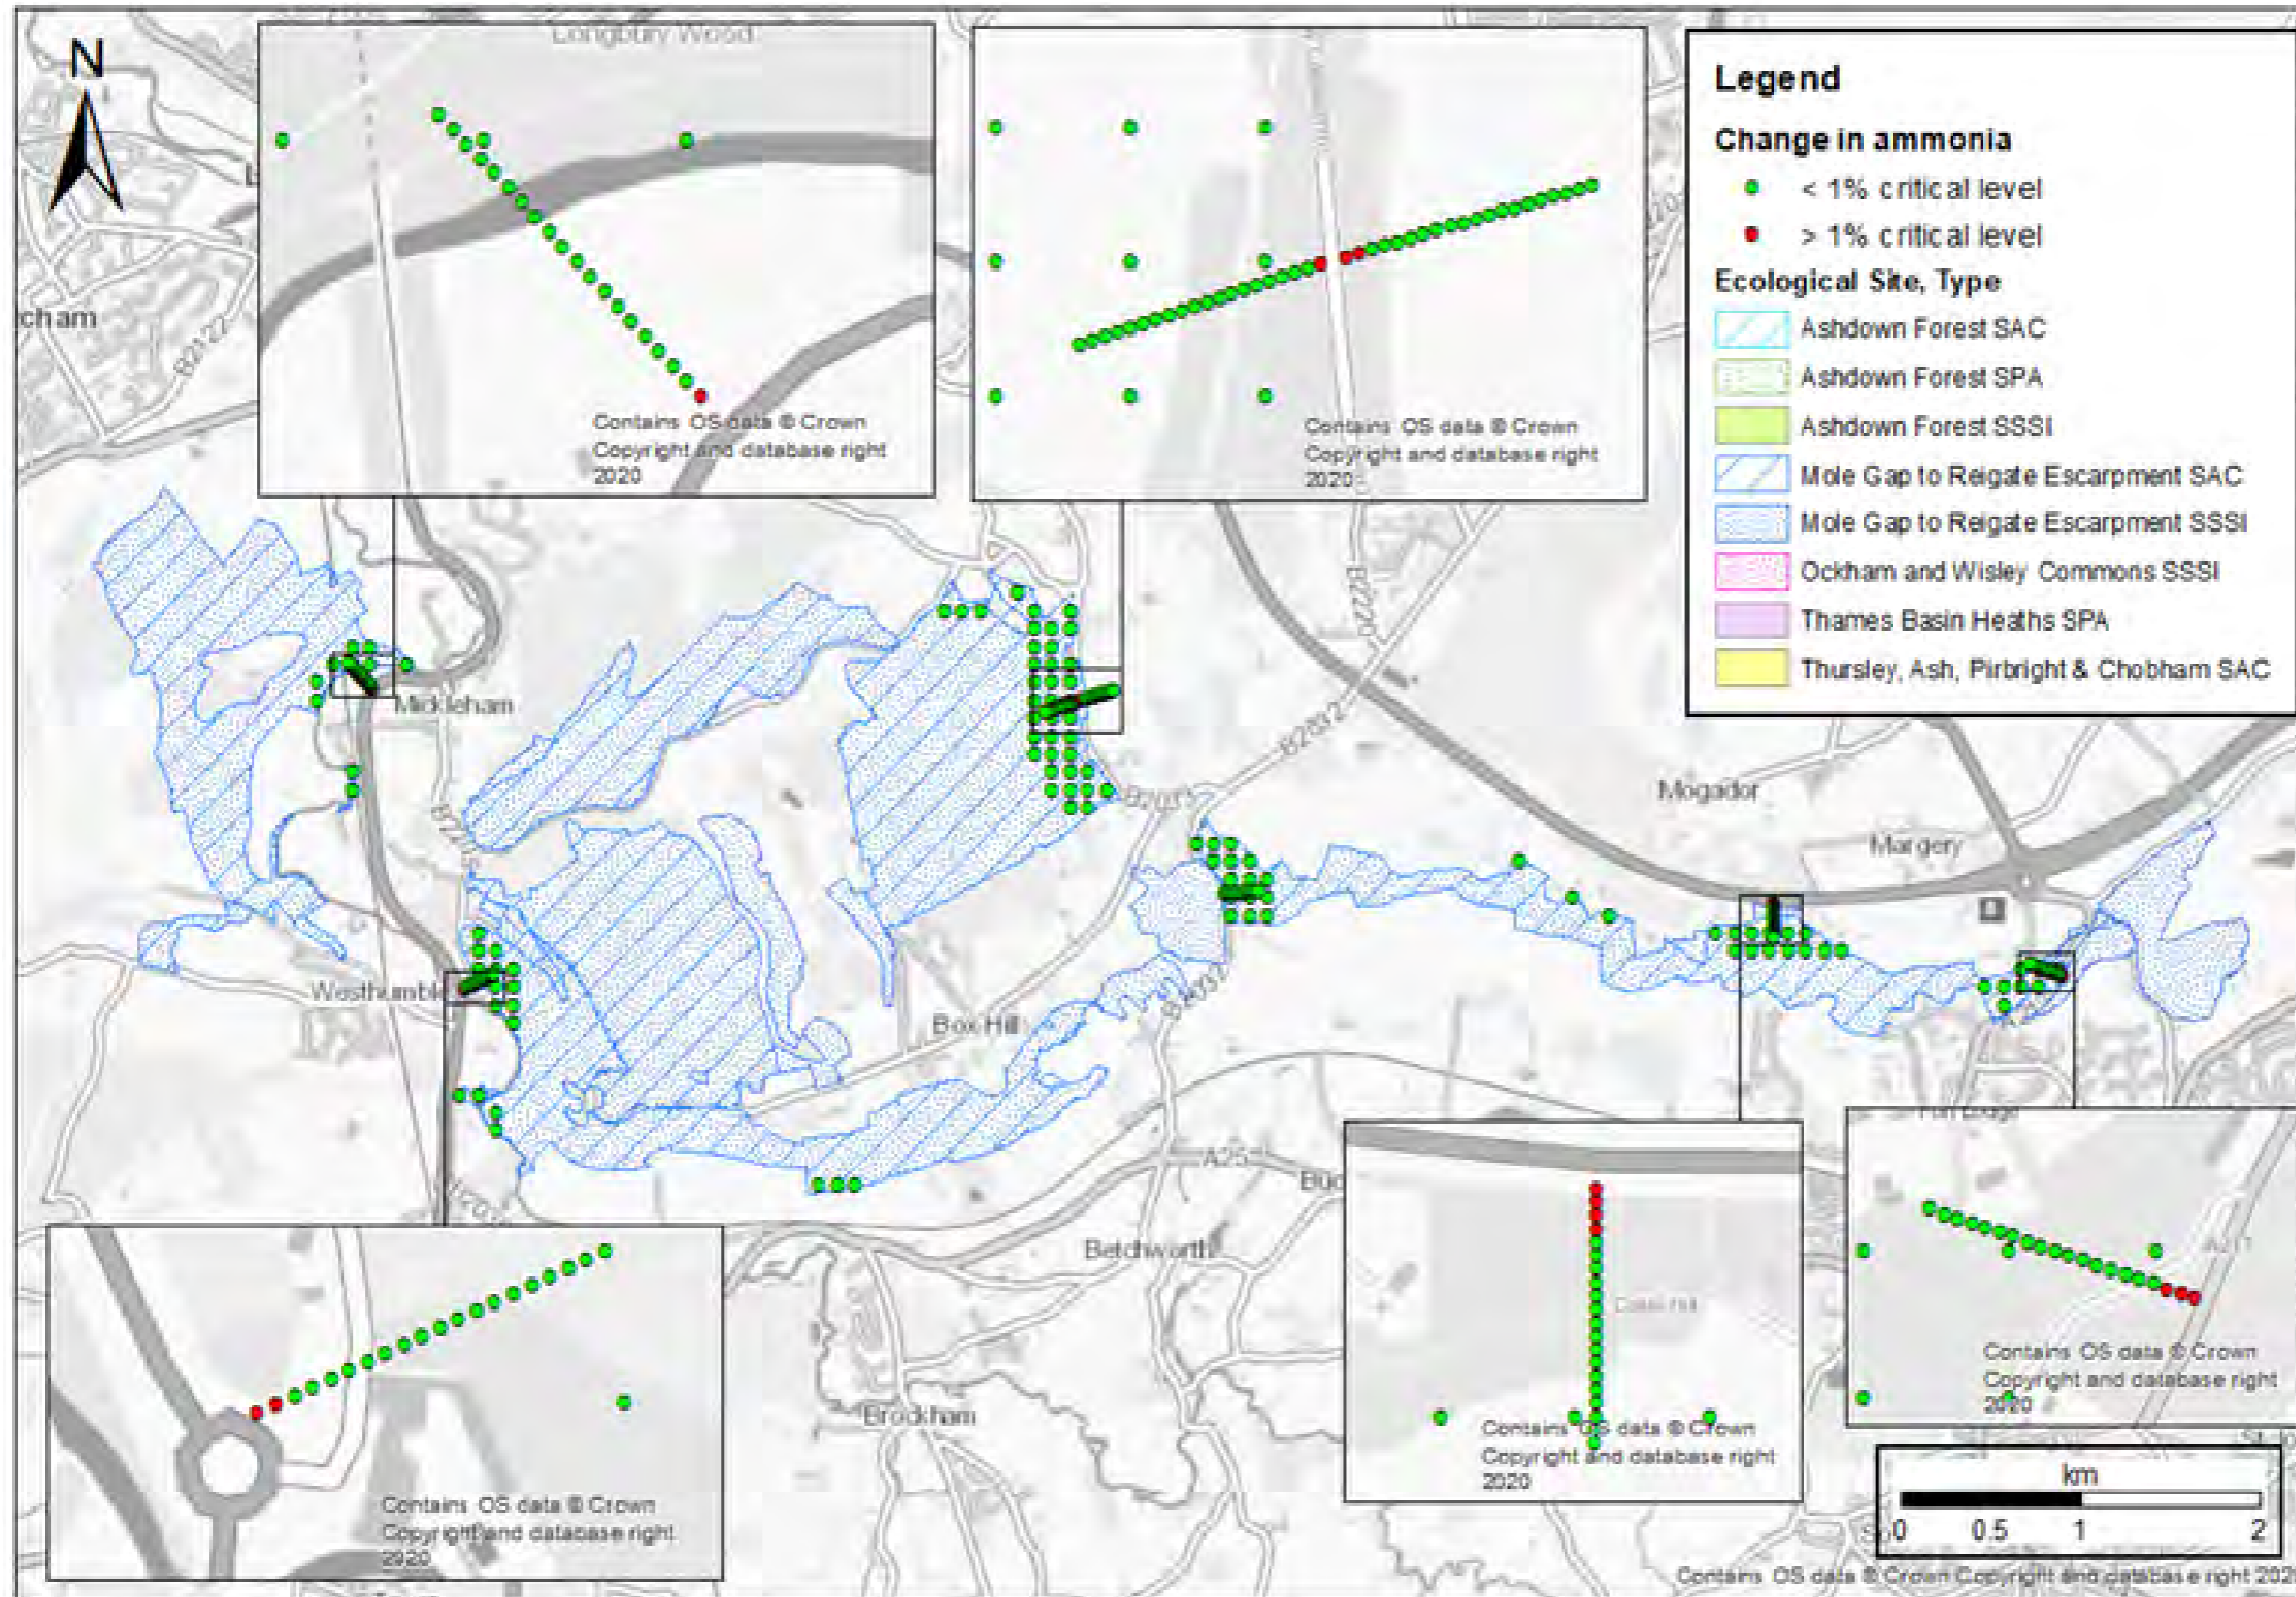 N
Longbury Wood
Contains OS data © Crown
Copyright and database right
2020
Contains OS data © Crown
Copyright and database right
2020
Legend
Change in ammonia
< 1% critical level
> 1% critical level
Ecological Site, Type
Ashdown Forest SAC
Ashdown Forest SPA
Ashdown Forest SSSI
Mole Gap to Reigate Escarpment SAC
Mole Gap to Reigate Escarpment SSSI
Ockham and Wisley Commons SSSI
Thames Basin Heaths SPA
Thursley, Ash, Pirbright & Chobham SAC
cham
B2122
B2220
Mickleham
B2032
B2033
Mogador
Margery
Westhumble
Box Hill
B2032
A25
Betchworth
Brockham
Contains OS data © Crown
Copyright and database right
2020
Contains OS data © Crown
Copyright and database right
2020
A217
Contains OS data © Crown
Copyright and database right
2020
km
0 0.5 1 2
Contains OS data © Crown Copyright and database right 202